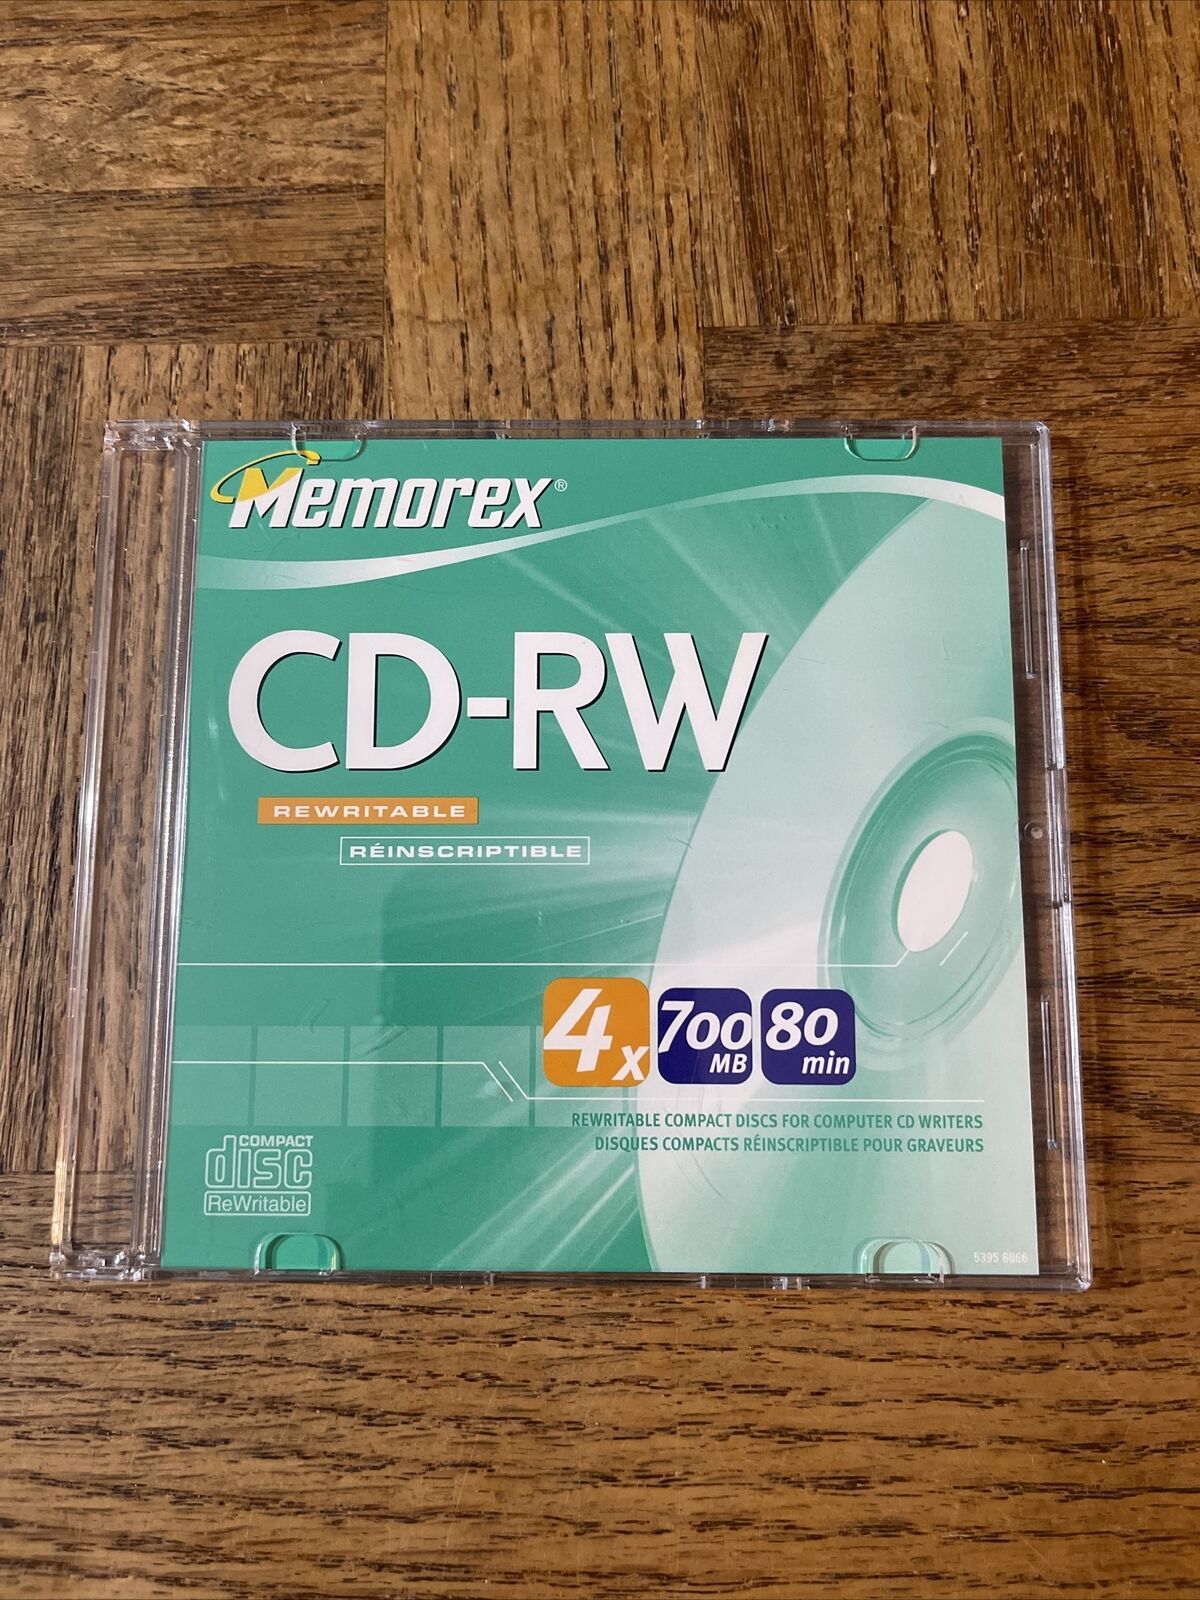 Memorex®
CD-RW
REWRITABLE
RÉINSCRIPTIBLE
4x 700 MB 80 min
REWRITABLE COMPACT DISCS FOR COMPUTER CD WRITERS
DISQUES COMPACTS RÉINSCRIPTIBLE POUR GRAVEURS
COMPACT
disc
ReWritable
5395 6666